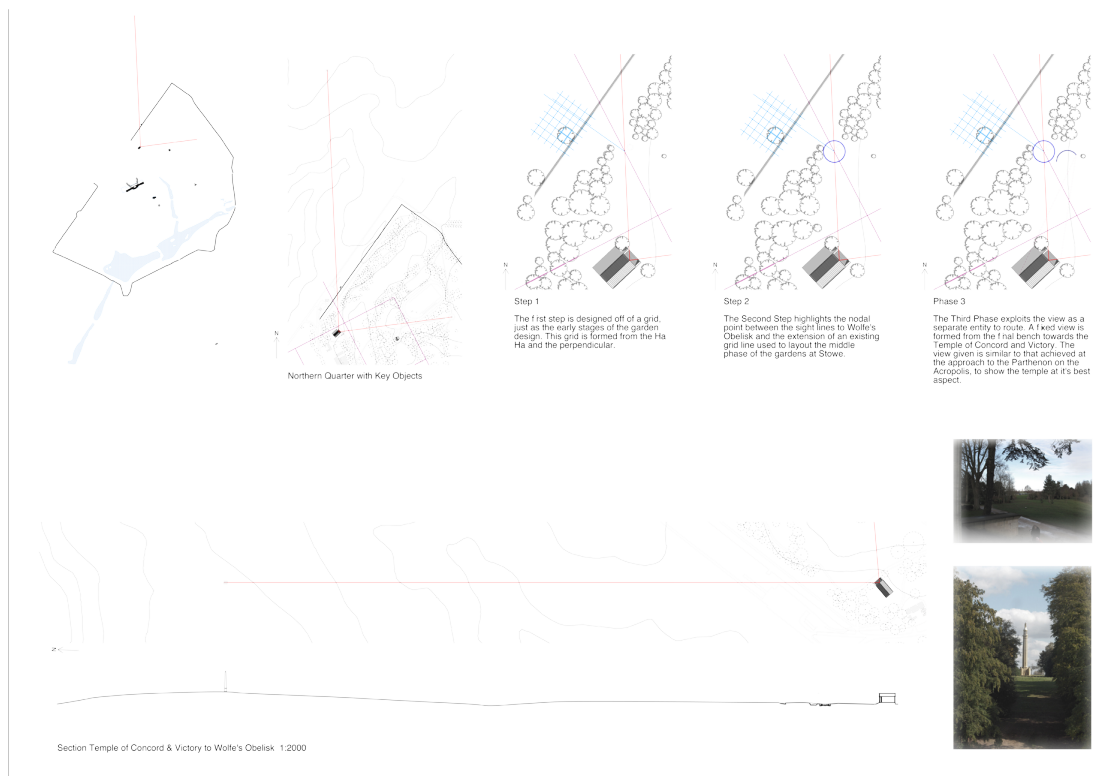 N
N
N
N
Step 1
Step 2
Phase 3
The first step is designed off of a grid,
just as the early stages of the garden
design. This grid is formed from the Ha
Ha and the perpendicular.
The Second Step highlights the nodal
point between the sight lines to Wolfe's
Obelisk and the extension of an existing
grid line used to layout the middle
phase of the gardens at Stowe.
The Third Phase exploits the view as a
separate entity to route. A fixed view is
formed from the final bench towards the
Temple of Concord and Victory. The
view given is similar to that achieved at
the approach to the Parthenon on the
Acropolis, to show the temple at it's best
aspect.
Northern Quarter with Key Objects
N
Section Temple of Concord & Victory to Wolfe's Obelisk 1:2000